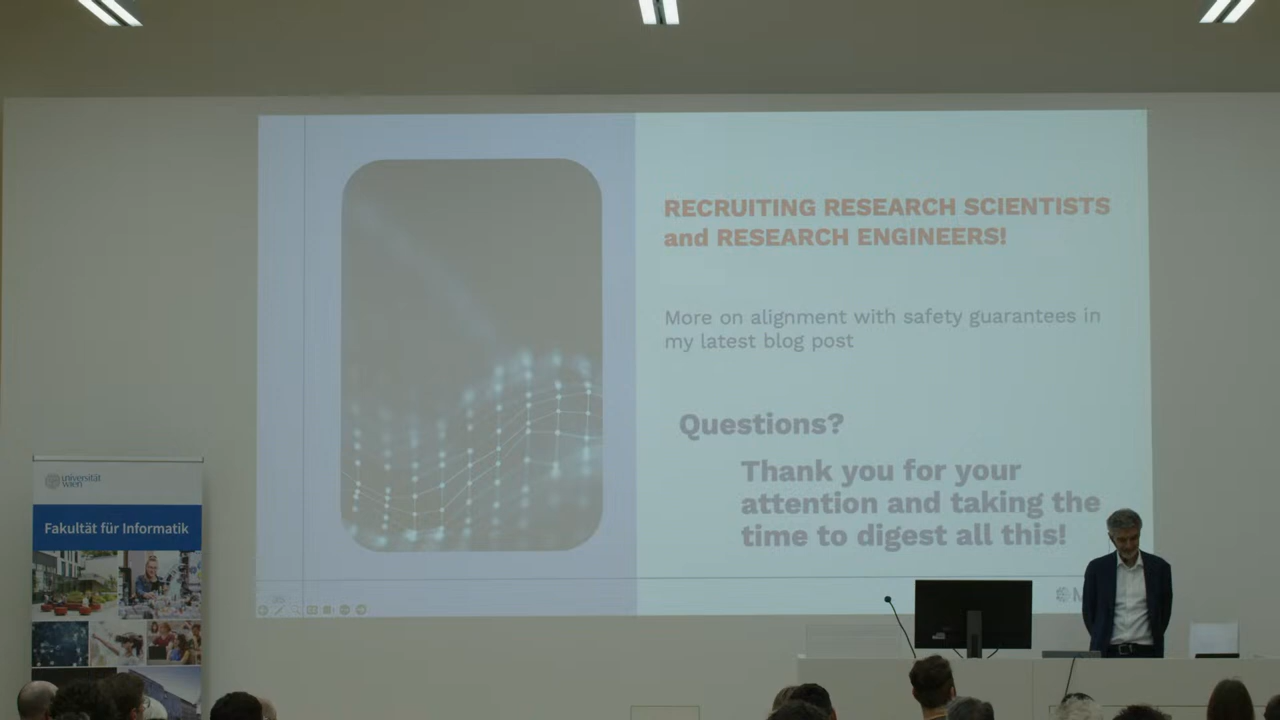 RECRUITING RESEARCH SCIENTISTS
and RESEARCH ENGINEERS!
More on alignment with safety guarantees in
my latest blog post
Questions?
Thank you for your
attention and taking the
time to digest all this!
universität
wien
Fakultät für Informatik